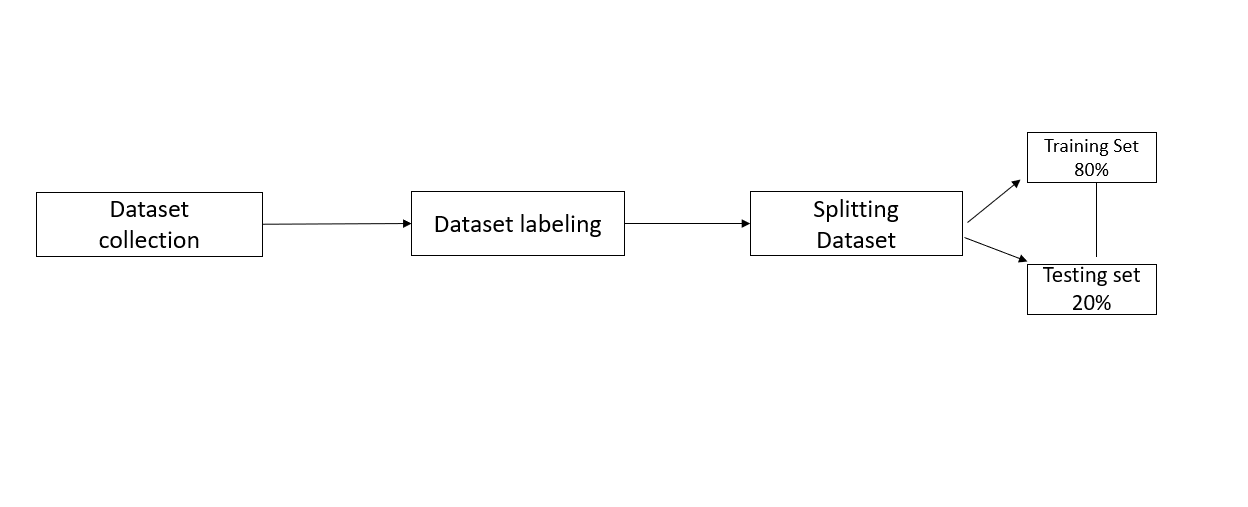 Dataset
collection
Dataset labeling
Splitting
Dataset
Training Set
80%
Testing set
20%